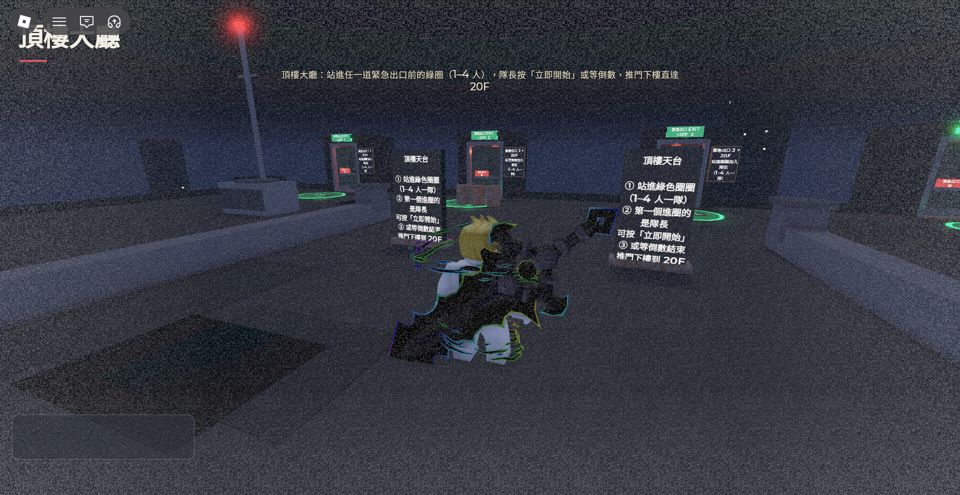 頂樓大廳
頂樓大廳：站進任一道緊急出口前的綠圈（1–4 人），隊長按「立即開始」或等倒數，推門下樓直達
20F
緊急出口 EXIT
頂樓天台
① 站進綠色圈圈
（1–4 人一隊）
② 第一個進圈的
是隊長
可按「立即開始」
③ 或等倒數結束
推門下樓到 20F
頂樓天台
① 站進綠色圈圈
（1–4 人一隊）
② 第一個進圈的
是隊長
可按「立即開始」
③ 或等倒數結束
推門下樓到 20F